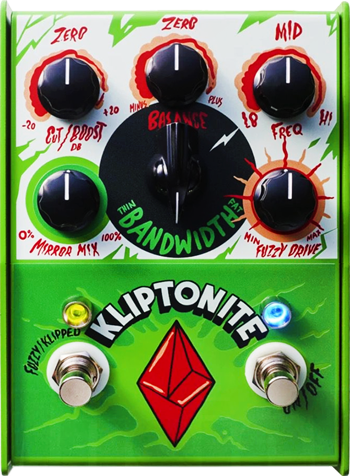 ZERO
ZERO
MID
-20
+20
MINUS
PLUS
LO
HI
CUT/BOOST
DB
BALANCE
FREQ
THIN
BANDWIDTH
FAT
0%
100%
MIN
MAX
MIRROR MIX
FUZZY DRIVE
KLIPTONITE
FUZZY/KLIPPED
ON/OFF